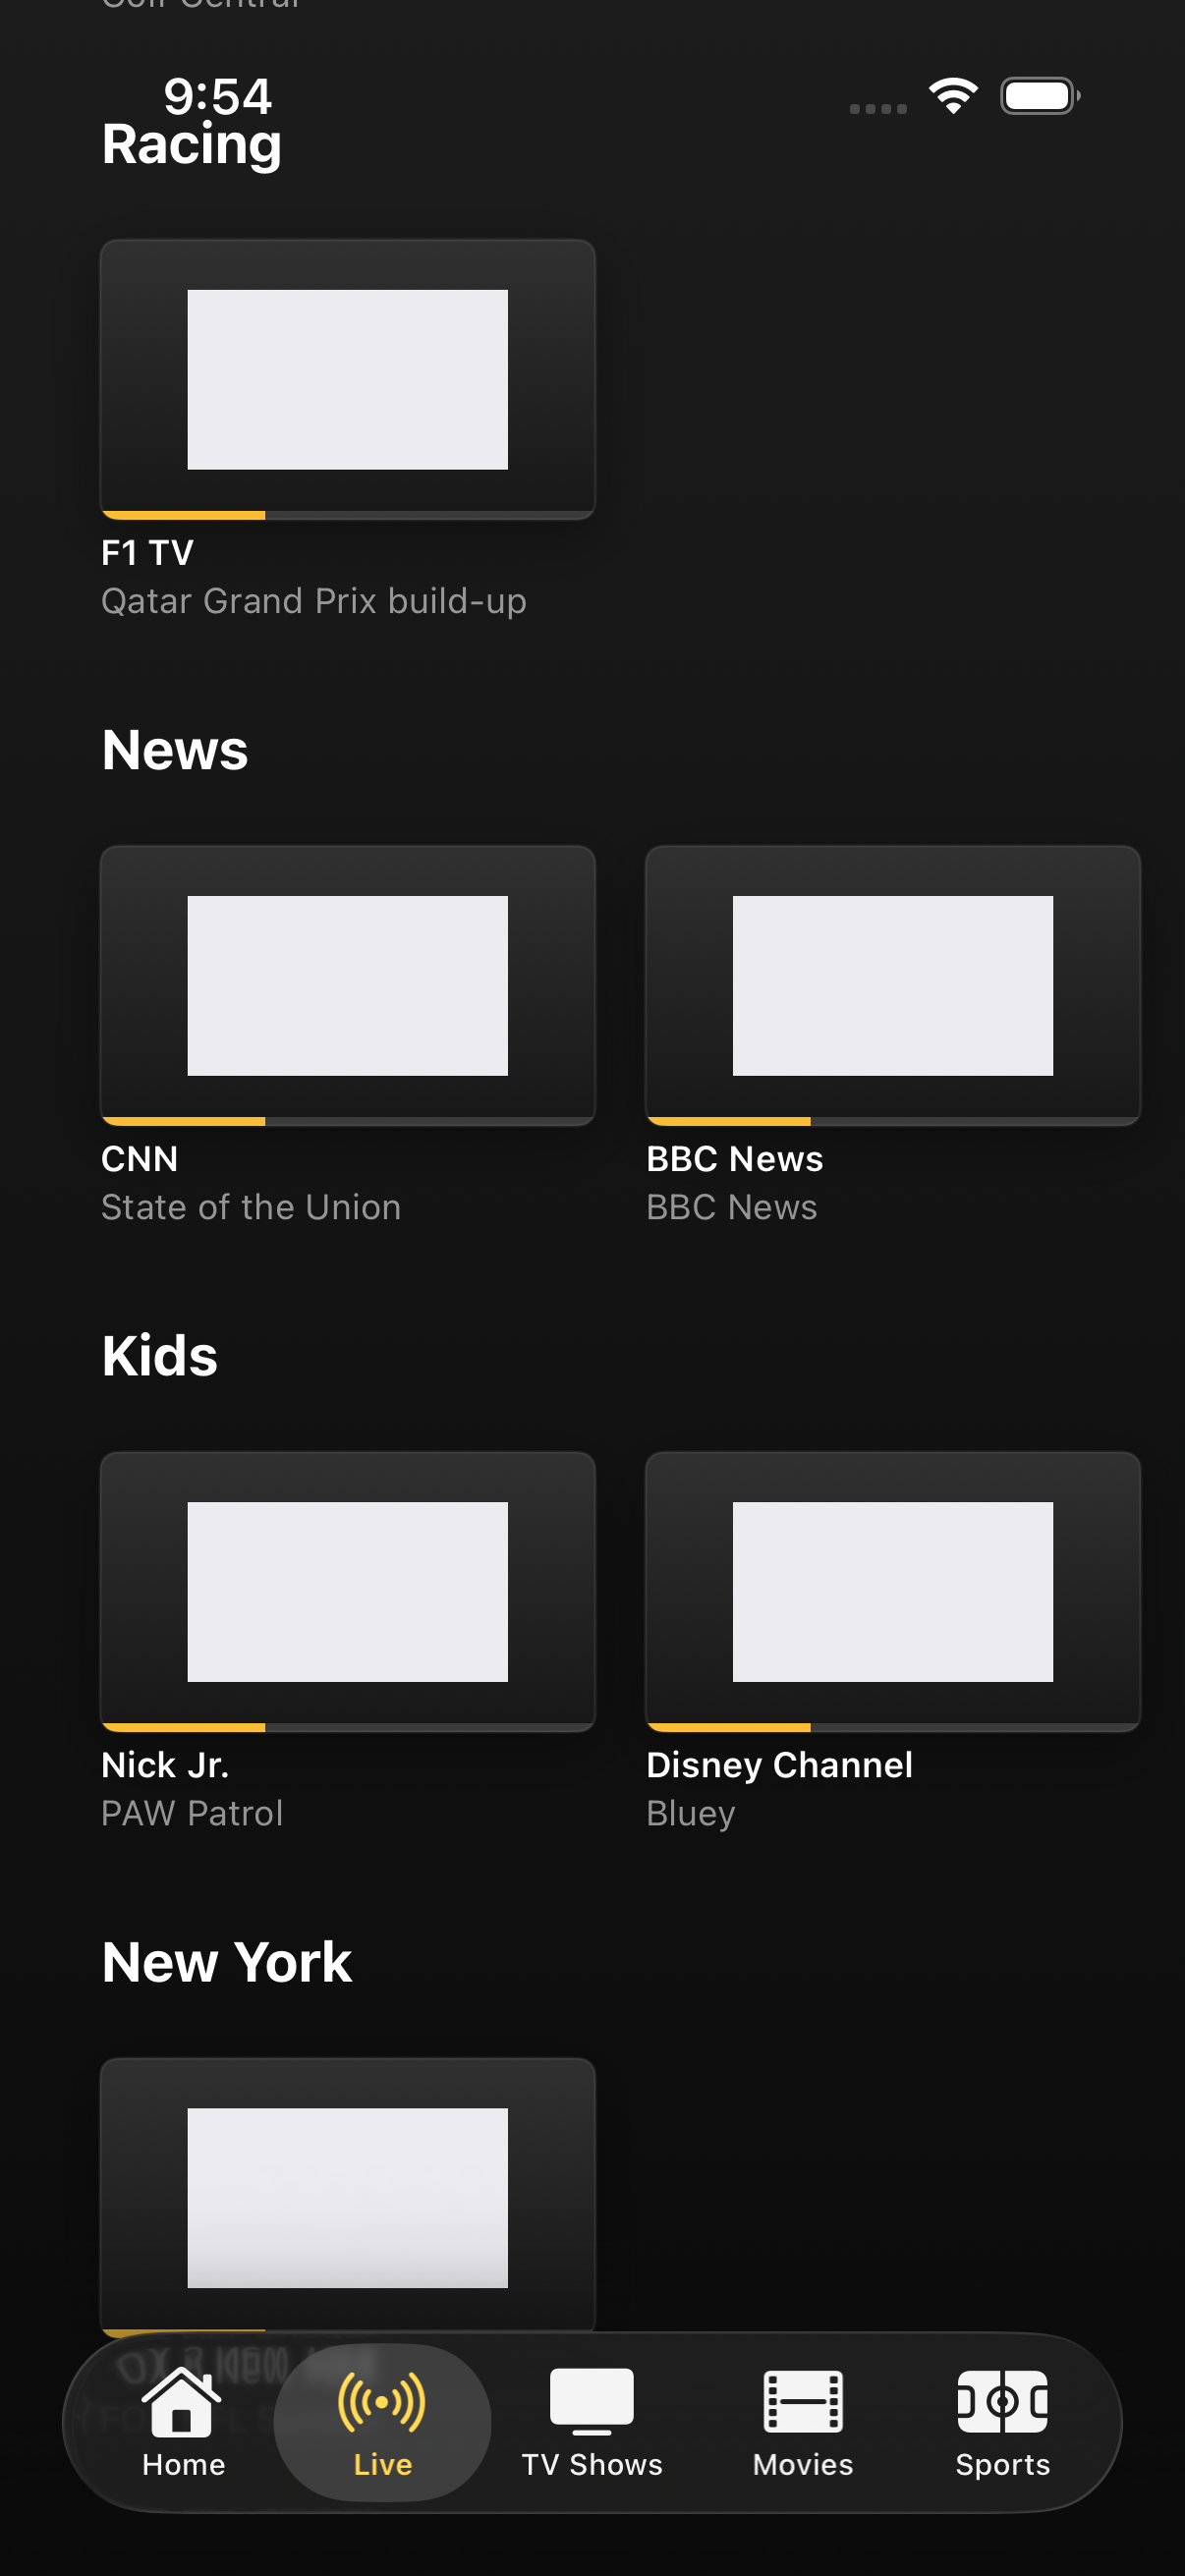 9:54
Racing
F1 TV
Qatar Grand Prix build-up
News
CNN
BBC News
State of the Union
BBC News
Kids
Nick Jr.
Disney Channel
PAW Patrol
Bluey
New York
Home
Live
TV Shows
Movies
Sports